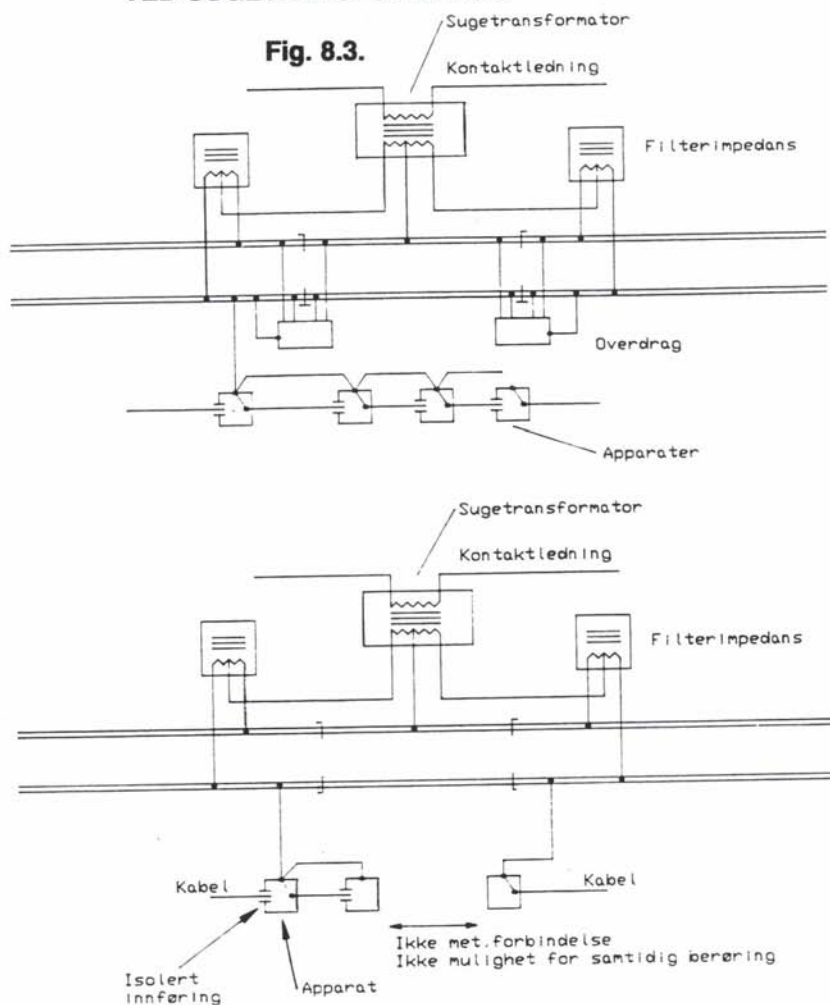 Sugetransformator
Fig. 8.3.
Kontaktledning
Filterimpedans
Overdrag
Apparater
Sugetransformator
Kontaktledning
Filterimpedans
Kabel
Kabel
Ikke met.forbindelse
Ikke mulighet for samtidig berøring
Isolert
innføring
Apparat